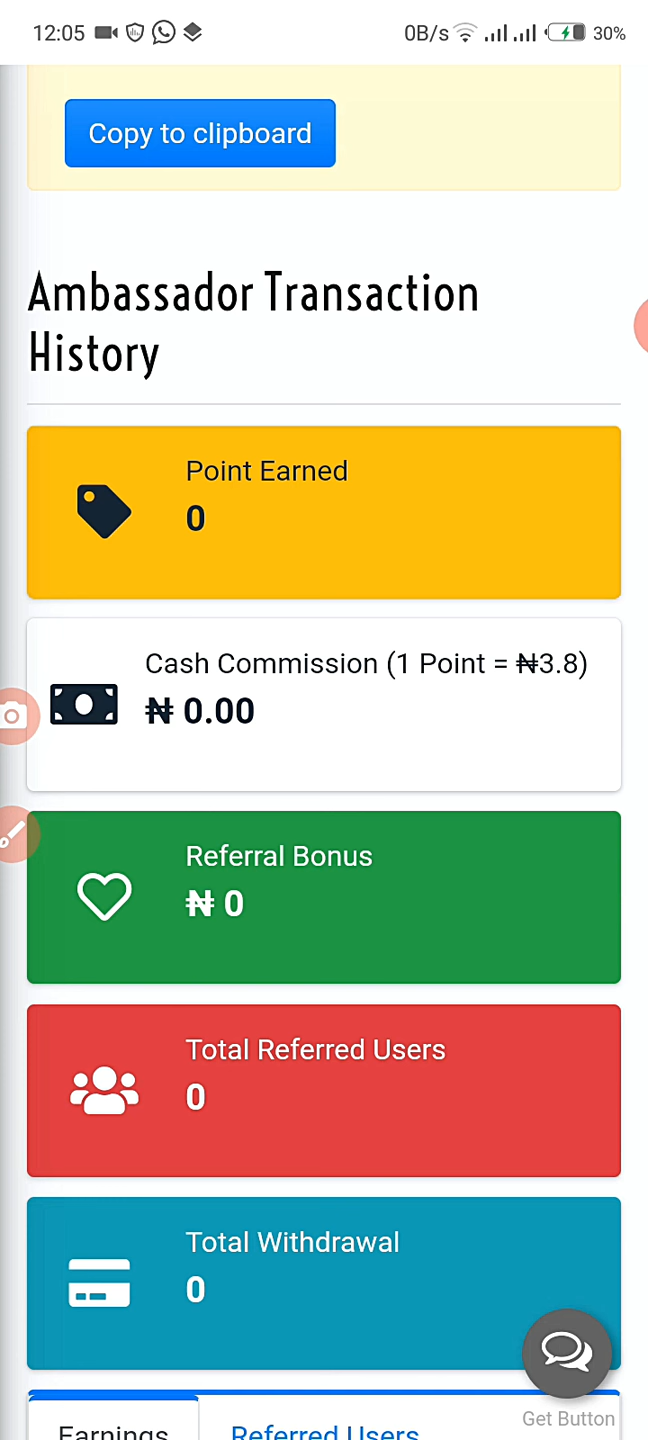 12:05 0B/s 30%
Copy to clipboard
Ambassador Transaction
History
Point Earned
0
Cash Commission (1 Point = ₦3.8)
₦ 0.00
Referral Bonus
₦ 0
Total Referred Users
0
Total Withdrawal
0
Get Button
Earnings Referred Users